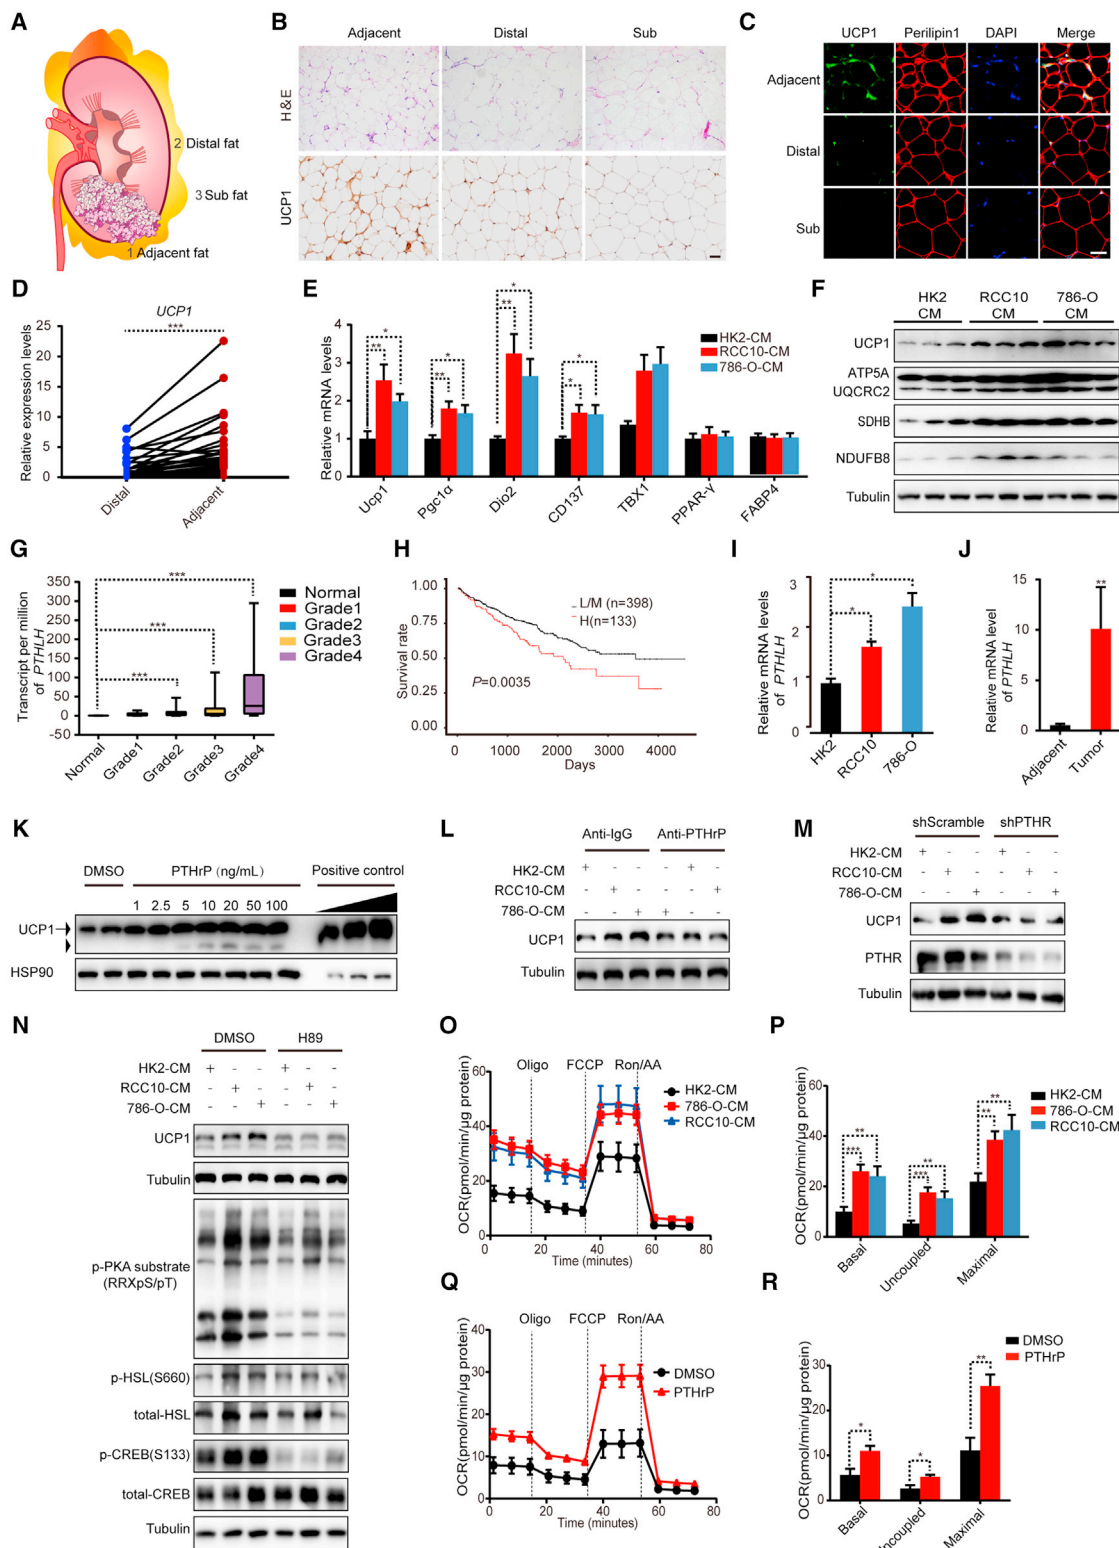 A
2 Distal fat
3 Sub fat
1 Adjacent fat
B
Adjacent Distal Sub
H&E
UCP1
C
UCP1 Perilipin1 DAPI Merge
Adjacent
Distal
Sub
D
UCP1
***
Relative expression levels
25
20
15
10
5
0
Distal
Adjacent
E
Relative mRNA levels
4
3
2
1
0
** *
** *
** *
* *
HK2-CM
RCC10-CM
786-O-CM
Ucp1
Pgc1α
Dio2
CD137
TBX1
PPAR-γ
FABP4
F
HK2 RCC10 786-O
CM CM CM
UCP1
ATP5A
UQCRC2
SDHB
NDUFB8
Tubulin
G
Transcript per million
of PTHLH
350
300
250
200
150
100
50
0
-50
***
***
***
Normal
Grade1
Grade2
Grade3
Grade4
Normal
Grade1
Grade2
Grade3
Grade4
H
Survival rate
1.00
0.75
0.50
0.25
0.00
L/M (n=398)
H(n=133)
P=0.0035
0 1000 2000 3000 4000
Days
I
Relative mRNA levels
of PTHLH
3
2
1
0
*
*
HK2
RCC10
786-O
J
Relative mRNA level
of PTHLH
15
10
5
0
**
Adjacent
Tumor
K
DMSO PTHrP (ng/mL) Positive control
1 2.5 5 10 20 50 100
UCP1
HSP90
L
Anti-IgG Anti-PTHrP
HK2-CM + - - - + -
RCC10-CM - + - - - +
786-O-CM - - + + - -
UCP1
Tubulin
M
shScramble shPTHR
HK2-CM + - - + - -
RCC10-CM - + - - + -
786-O-CM - - + - - +
UCP1
PTHR
Tubulin
N
DMSO H89
HK2-CM + - - + - -
RCC10-CM - + - - + -
786-O-CM - - + - - +
UCP1
Tubulin
p-PKA substrate
(RRXpS/pT)
p-HSL(S660)
total-HSL
p-CREB(S133)
total-CREB
Tubulin
O
Oligo FCCP Ron/AA
OCR(pmol/min/μg protein)
60
40
20
0
HK2-CM
786-O-CM
RCC10-CM
0 20 40 60 80
Time (minutes)
P
OCR(pmol/min/μg protein)
60
40
20
0
HK2-CM
786-O-CM
RCC10-CM
** ***
** ***
** **
Basal
Uncoupled
Maximal
Q
Oligo FCCP Ron/AA
OCR(pmol/min/μg protein)
40
30
20
10
0
DMSO
PTHrP
0 20 40 60 80
Time (minutes)
R
OCR(pmol/min/μg protein)
30
20
10
0
DMSO
PTHrP
*
*
**
Basal
Uncoupled
Maximal